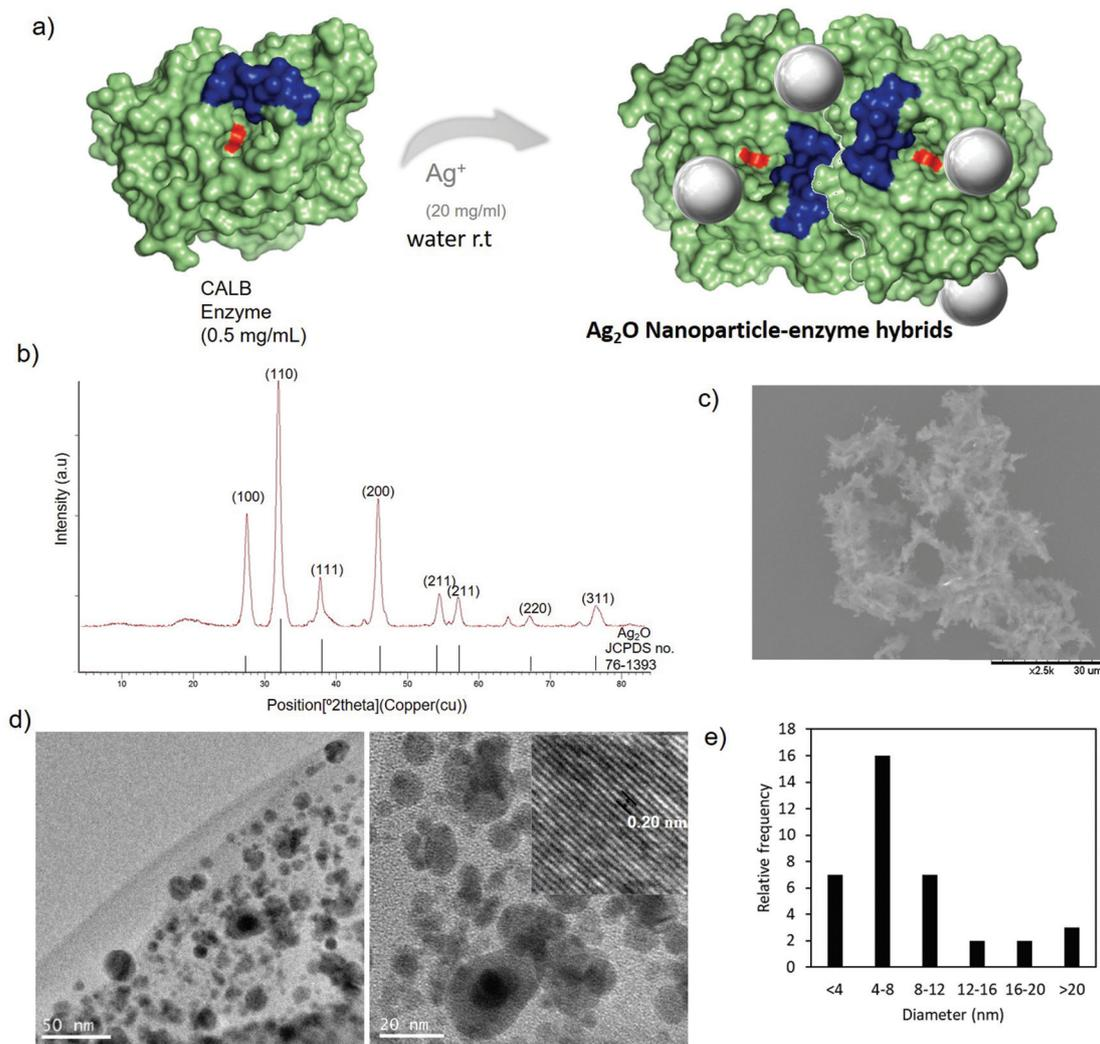 a)
Ag⁺
(20 mg/ml)
water r.t
CALB
Enzyme
(0.5 mg/mL)
Ag₂O Nanoparticle-enzyme hybrids
b)
(110)
(100)
(200)
(111)
(211)
(211)
(220)
(311)
Intensity (a.u)
Ag₂O
JCPDS no.
76-1393
10 20 30 40 50 60 70 80
Position[º2theta](Copper(cu))
c)
x2.5k 30 um
d)
50 nm
0.20 nm
20 nm
e)
18
16
14
12
10
8
6
4
2
0
Relative frequency
<4 4-8 8-12 12-16 16-20 >20
Diameter (nm)